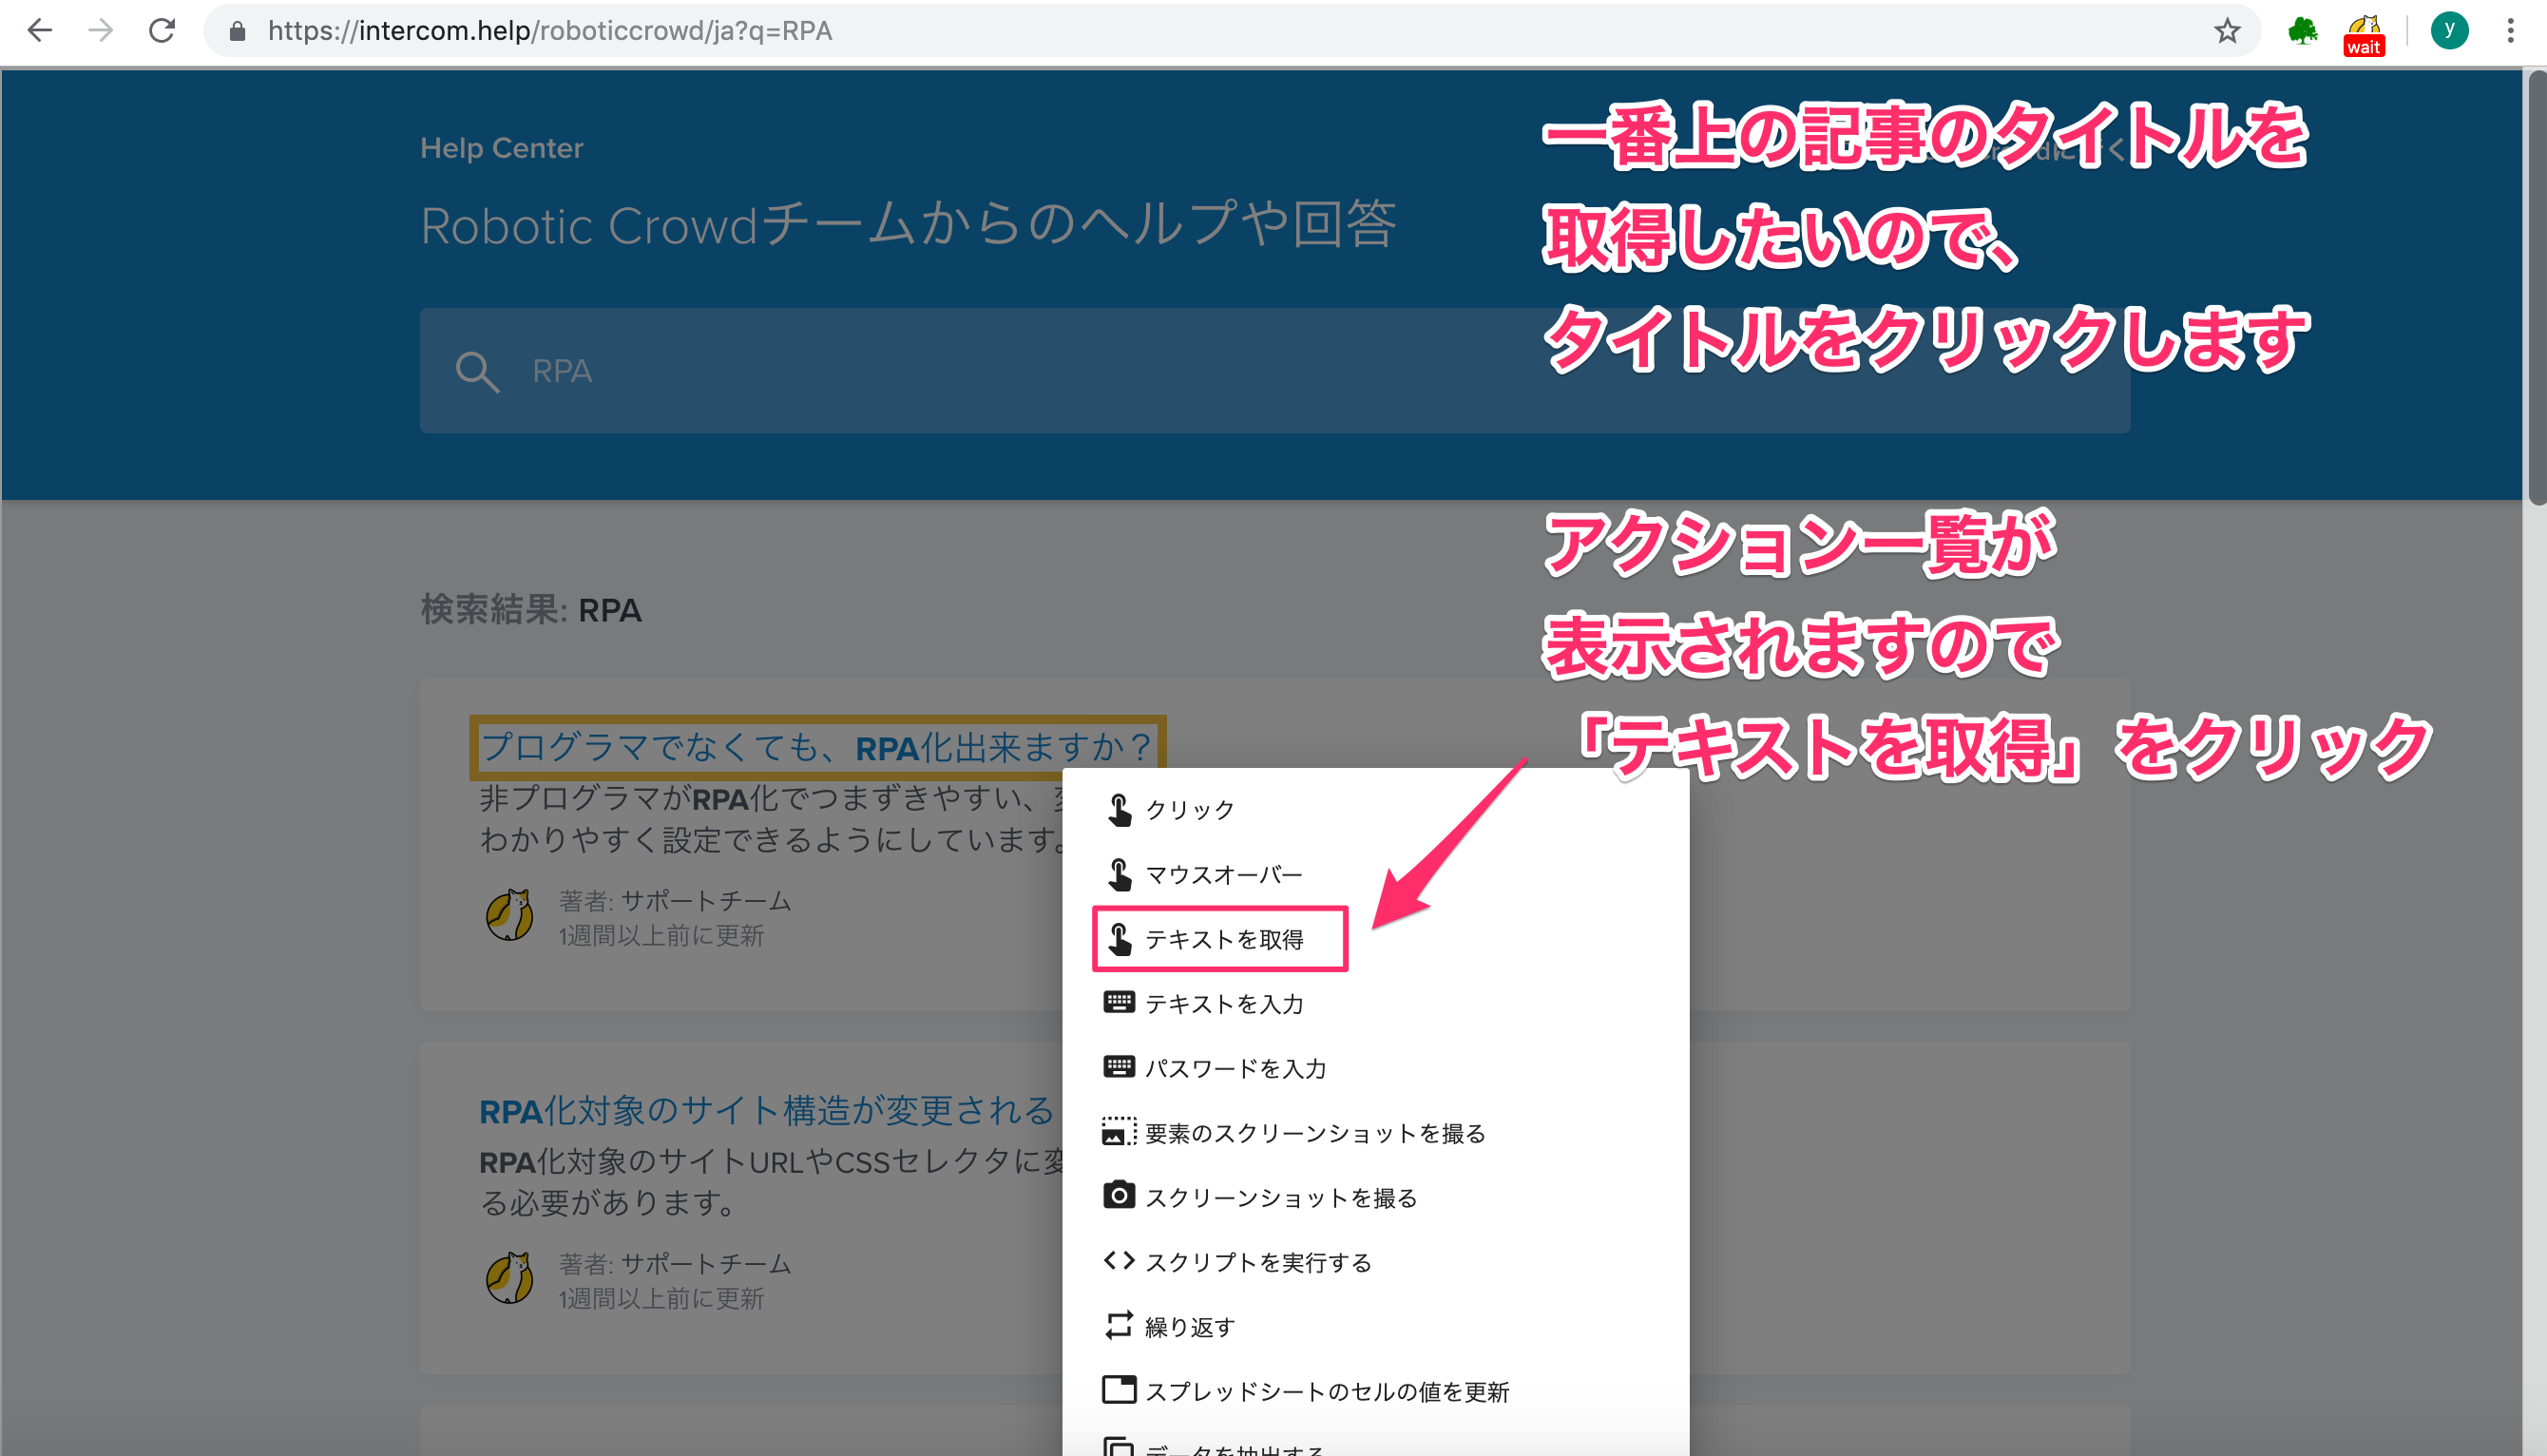 https://intercom.help/roboticcrowd/ja?q=RPA
wait
y
Help Center
Robotic Crowdチームからのヘルプや回答
RPA
一番上の記事のタイトルを
取得したいので、
タイトルをクリックします
アクション一覧が
表示されますので
「テキストを取得」をクリック
検索結果: RPA
プログラマでなくても、RPA化出来ますか？
非プログラマがRPA化でつまずきやすい、
わかりやすく設定できるようにしています。
著者: サポートチーム
1週間以上前に更新
RPA化対象のサイト構造が変更される
RPA化対象のサイトURLやCSSセレクタに変
る必要があります。
著者: サポートチーム
1週間以上前に更新
クリック
マウスオーバー
テキストを取得
テキストを入力
パスワードを入力
要素のスクリーンショットを撮る
スクリーンショットを撮る
スクリプトを実行する
繰り返す
スプレッドシートのセルの値を更新
データを抽出する